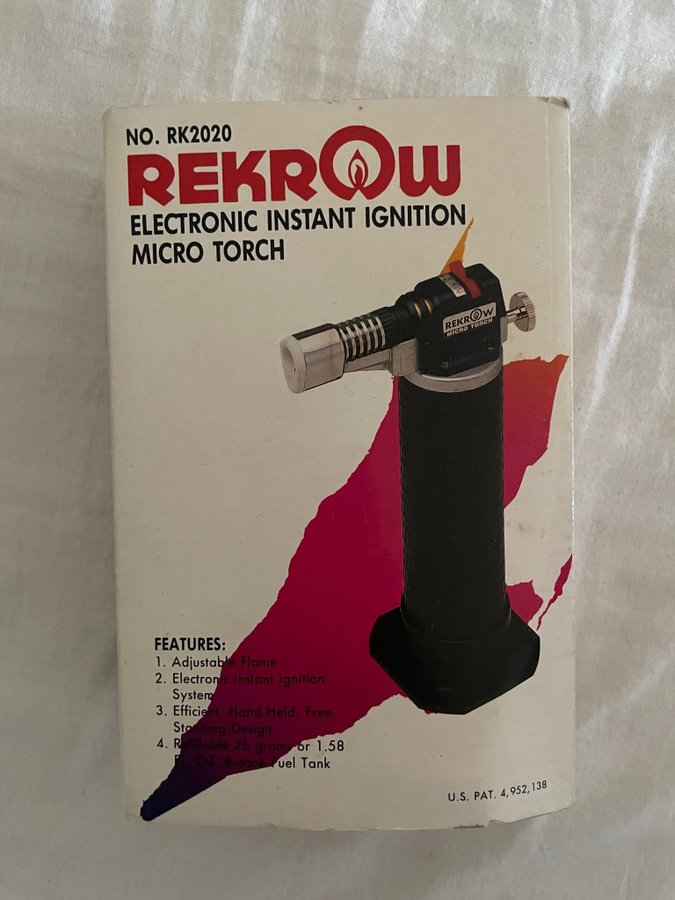 NO. RK2020
REKROW
ELECTRONIC INSTANT IGNITION
MICRO TORCH
REKROW
MICRO TORCH
FEATURES:
1. Adjustable Flame
2. Electronic instant ignition
System
3. Efficient, Hand-Held, Free-
Standing Design
4. Refillable 26 grams or 1.58
FL. OZ. Butane Fuel Tank
U.S. PAT. 4,952,138